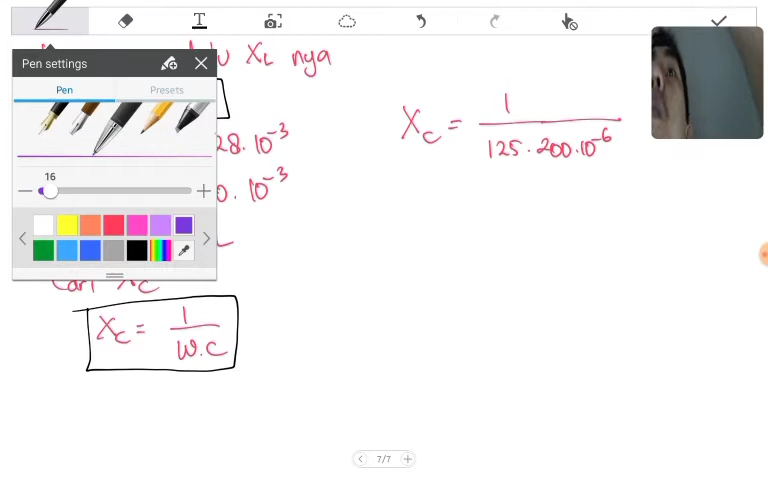 T
XL nya
Pen settings
Pen
Presets
28.10⁻³
. 10⁻³
16
Cari Xc
Xc = 1 / W.C
Xc = 1 / 125 . 200.10⁻⁶
7/7